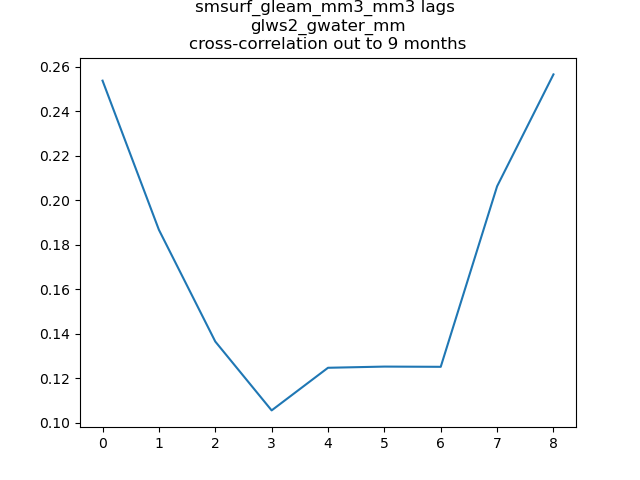 smsurf_gleam_mm3_mm3 lags
glws2_gwater_mm
cross-correlation out to 9 months
0.26
0.24
0.22
0.20
0.18
0.16
0.14
0.12
0.10
0 1 2 3 4 5 6 7 8